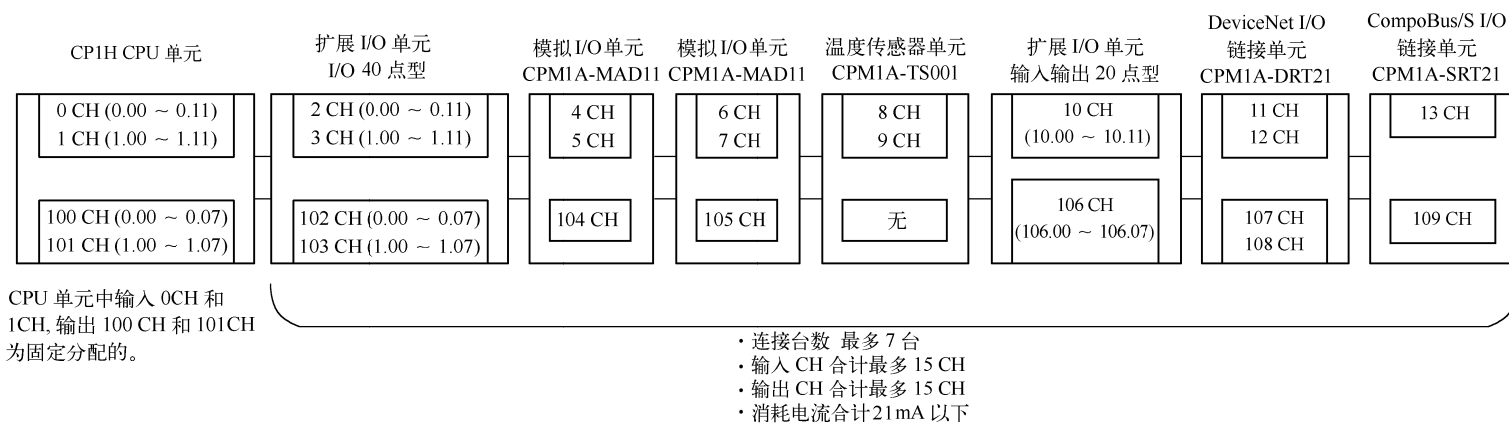 CP1H CPU 单元
0 CH (0.00 ~ 0.11)
1 CH (1.00 ~ 1.11)
100 CH (0.00 ~ 0.07)
101 CH (1.00 ~ 1.07)
CPU 单元中输入 0CH 和
1CH, 输出 100 CH 和 101CH
为固定分配的。
扩展 I/O 单元
I/O 40 点型
2 CH (0.00 ~ 0.11)
3 CH (1.00 ~ 1.11)
102 CH (0.00 ~ 0.07)
103 CH (1.00 ~ 1.07)
模拟 I/O 单元
CPM1A-MAD11
4 CH
5 CH
104 CH
模拟 I/O 单元
CPM1A-MAD11
6 CH
7 CH
105 CH
温度传感器单元
CPM1A-TS001
8 CH
9 CH
无
扩展 I/O 单元
输入输出 20 点型
10 CH
(10.00 ~ 10.11)
106 CH
(106.00 ~ 106.07)
DeviceNet I/O
链接单元
CPM1A-DRT21
11 CH
12 CH
107 CH
108 CH
CompoBus/S I/O
链接单元
CPM1A-SRT21
13 CH
109 CH
·连接台数 最多 7 台
·输入 CH 合计最多 15 CH
·输出 CH 合计最多 15 CH
·消耗电流合计21mA 以下